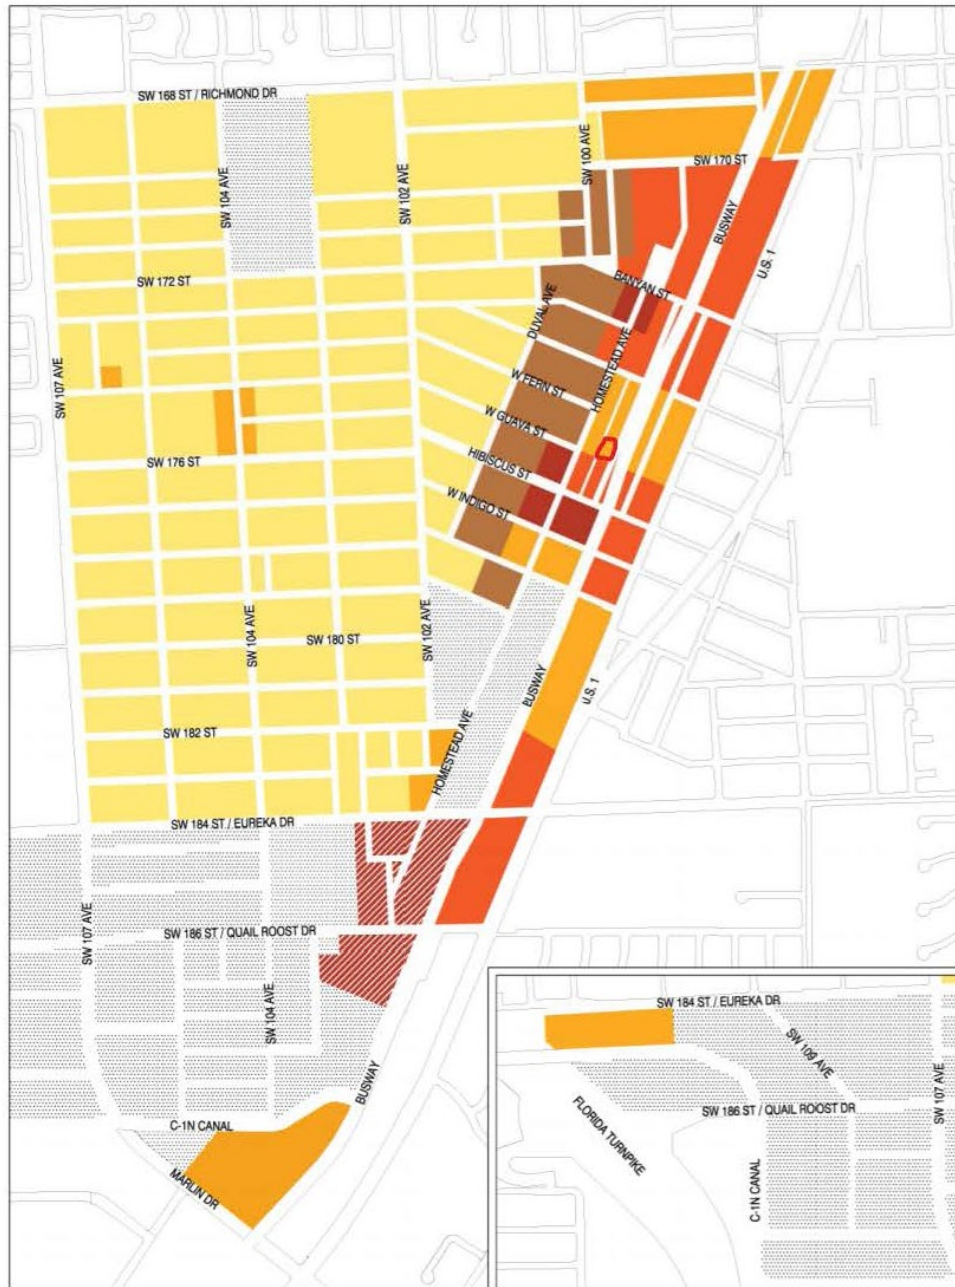 SW 168 ST / RICHMOND DR
SW 100 AVE
SW 170 ST
SW 104 AVE
SW 102 AVE
BUSWAY
U.S. 1
SW 172 ST
BANYAN ST
DUVAL AVE
HOMESTEAD AVE
SW 107 AVE
W FERN ST
W GUAVA ST
SW 176 ST
HIBISCUS ST
W INDIGO ST
SW 104 AVE
SW 102 AVE
SW 180 ST
BUSWAY
U.S. 1
SW 182 ST
HOMESTEAD AVE
SW 184 ST / EUREKA DR
SW 107 AVE
SW 186 ST / QUAIL ROOST DR
SW 104 AVE
BUSWAY
C-1N CANAL
MARLIN DR
SW 184 ST / EUREKA DR
SW 109 AVE
SW 107 AVE
FLORIDA TURNPIKE
SW 186 ST / QUAIL ROOST DR
C-1N CANAL